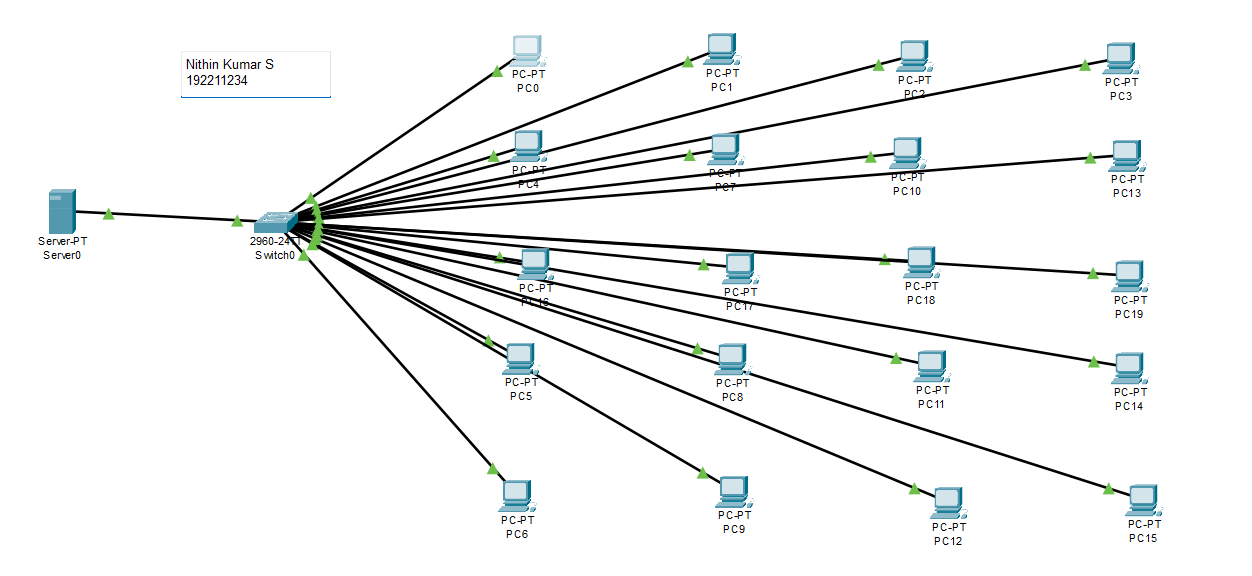 Nithin Kumar S
192211234
PC-PT
PC0
PC-PT
PC1
PC-PT
PC2
PC-PT
PC3
PC-PT
PC4
PC-PT
PC7
PC-PT
PC10
PC-PT
PC13
Server-PT
Server0
2960-24TT
Switch0
PC-PT
PC16
PC-PT
PC17
PC-PT
PC18
PC-PT
PC19
PC-PT
PC5
PC-PT
PC8
PC-PT
PC11
PC-PT
PC14
PC-PT
PC6
PC-PT
PC9
PC-PT
PC12
PC-PT
PC15